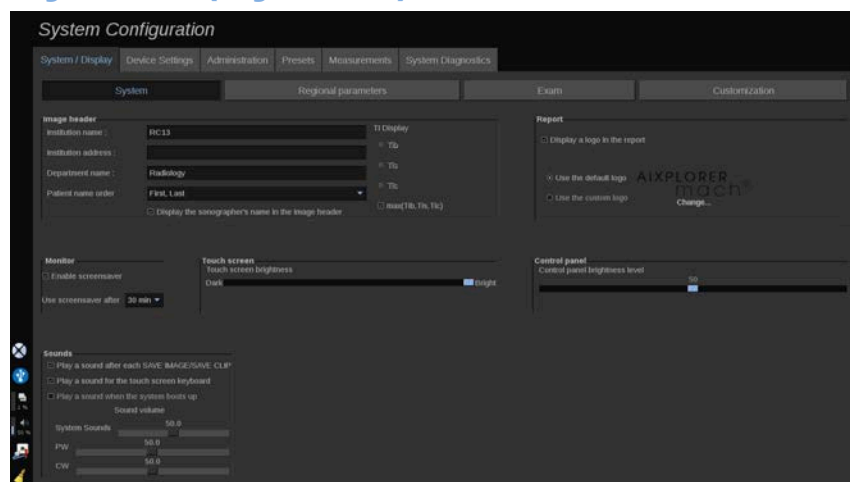 System Configuration
System / Display Device Settings Administration Presets Measurements System Diagnostics
System Regional parameters Exam Customization
Image header
Institution name : RC13
Institution address :
Department name : Radiology
Patient name order First, Last
Display the sonographer's name in the image header
TI Display
TIb
TIs
TIc
max(TIb, TIs, TIc)
Report
Display a logo in the report
Use the default logo
AIXPLORER
mach
Use the custom logo Change...
Monitor
Enable screensaver
Use screensaver after 30 min
Touch screen
Touch screen brightness
Dark Bright
Control panel
Control panel brightness level
50
Sounds
Play a sound after each SAVE IMAGE/SAVE CLIP
Play a sound for the touch screen keyboard
Play a sound when the system boots up
Sound volume
System Sounds 50.0
PW 50.0
CW 50.0
1 %
50 %